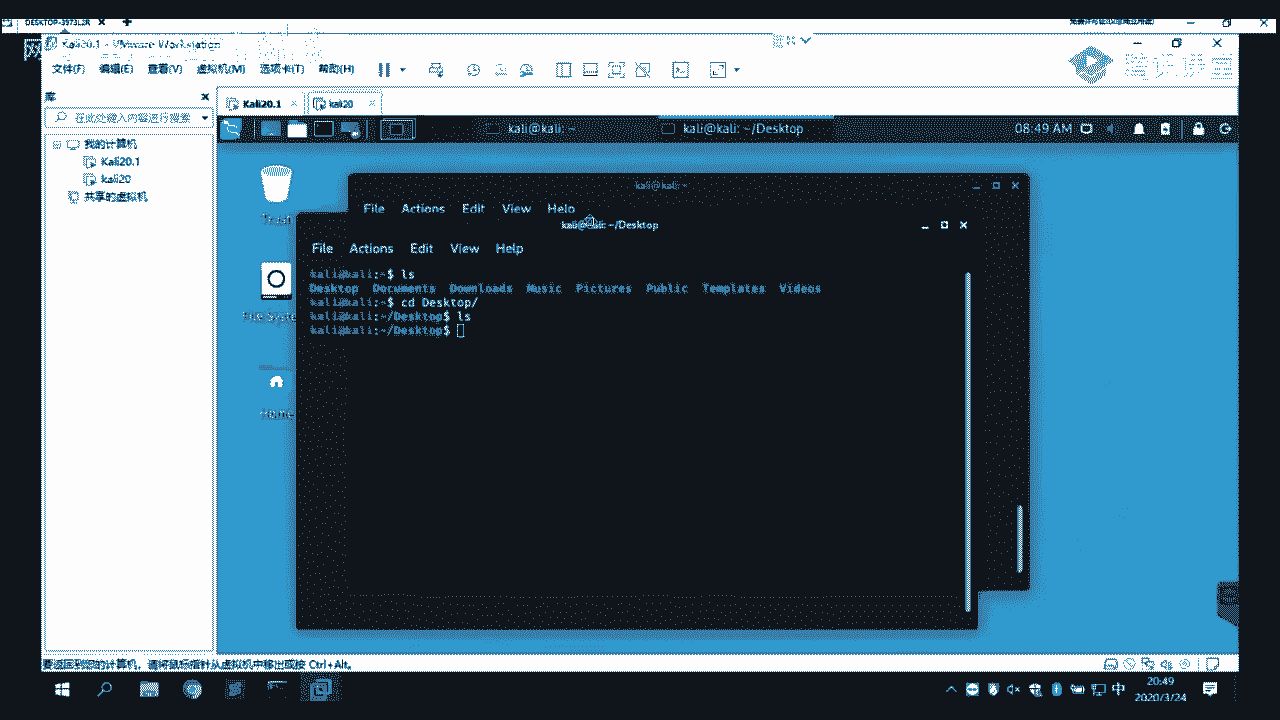 DESKTOP-3973L2R
Kali20.1 - VMware Workstation
文件(F) 编辑(E) 查看(V) 虚拟机(M) 选项卡(T) 帮助(H)
库
在此处键入内容进行搜索
我的计算机
Kali20.1
kali20
共享的虚拟机
Kali20.1 kali20
kali@kali: ~ kali@kali: ~/Desktop 08:49 AM
Trash
File System
Home
kali@kali: ~
File Actions Edit View Help
kali@kali: ~/Desktop
File Actions Edit View Help
kali@kali:~$ ls
Desktop Documents Downloads Music Pictures Public Templates Videos
kali@kali:~$ cd Desktop/
kali@kali:~/Desktop$ ls
kali@kali:~/Desktop$
要返回到您的计算机，请将鼠标指针从虚拟机中移出或按 Ctrl+Alt。
中
20:49
2020/3/24